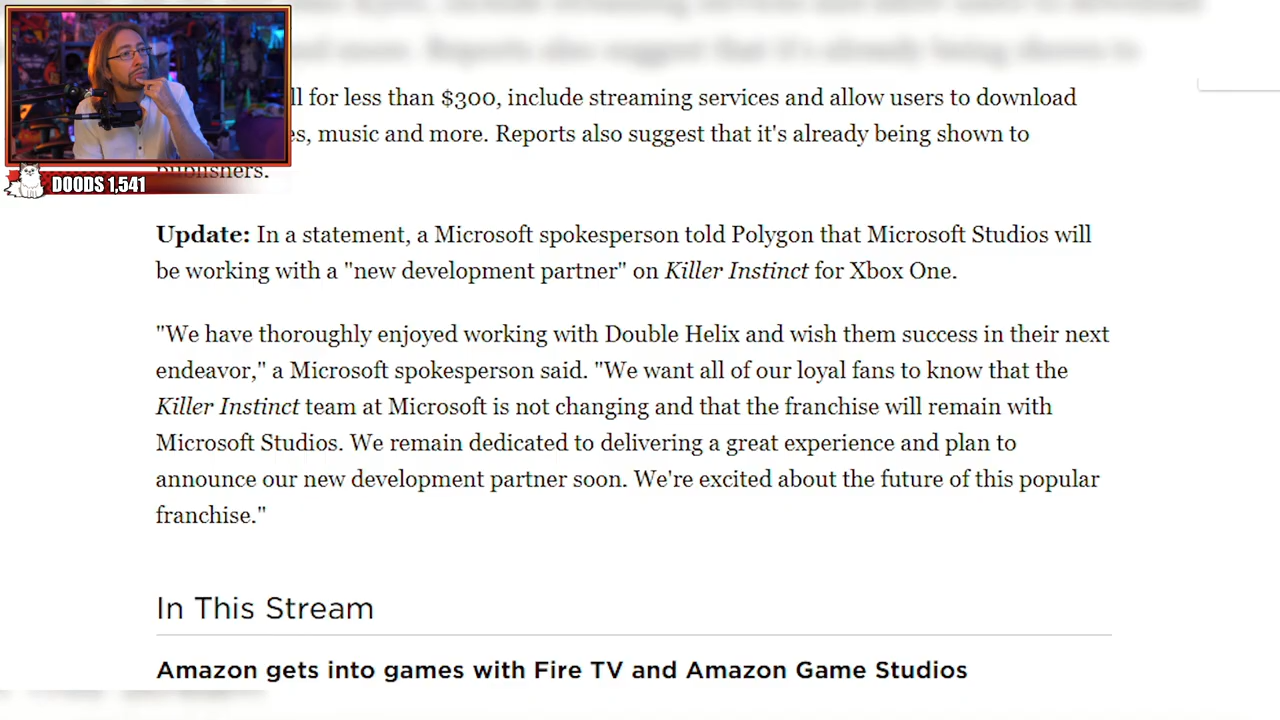 ll for less than $300, include streaming services and allow users to download
es, music and more. Reports also suggest that it's already being shown to
publishers.
DOODS 1,541
Update: In a statement, a Microsoft spokesperson told Polygon that Microsoft Studios will
be working with a "new development partner" on Killer Instinct for Xbox One.
"We have thoroughly enjoyed working with Double Helix and wish them success in their next
endeavor," a Microsoft spokesperson said. "We want all of our loyal fans to know that the
Killer Instinct team at Microsoft is not changing and that the franchise will remain with
Microsoft Studios. We remain dedicated to delivering a great experience and plan to
announce our new development partner soon. We're excited about the future of this popular
franchise."
In This Stream
Amazon gets into games with Fire TV and Amazon Game Studios